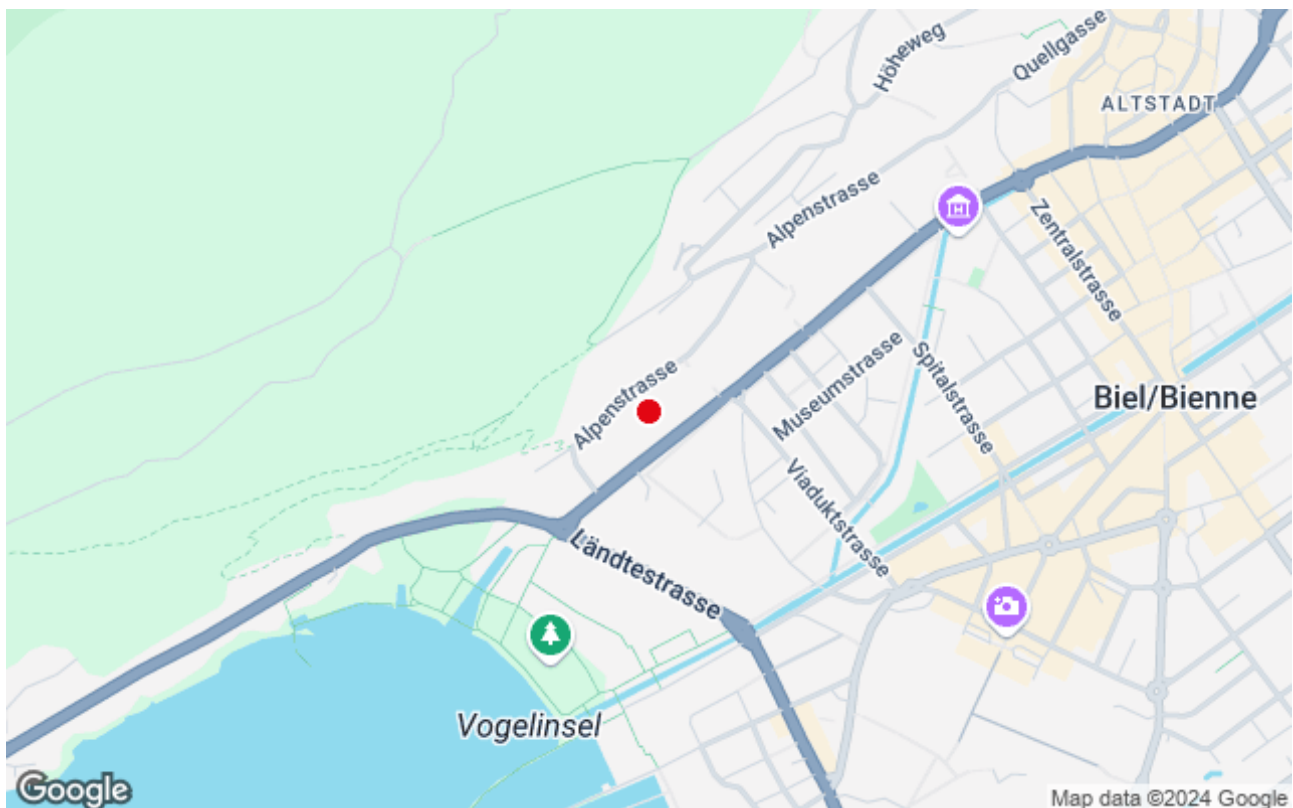 Höheweg
Quellgasse
ALTSTADT
Alpenstrasse
Zentralstrasse
Alpenstrasse
Museumstrasse
Spitalstrasse
Biel/Bienne
Viaduktstrasse
Ländtestrasse
Vogelinsel
Google
Map data ©2024 Google